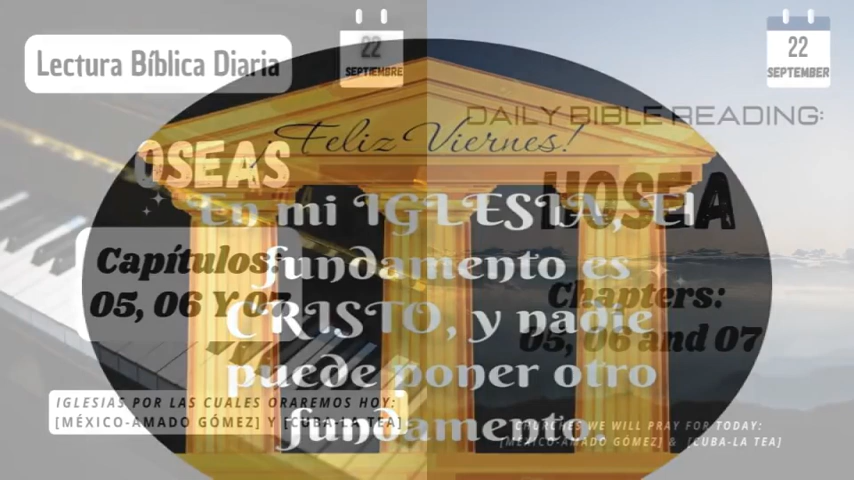 Lectura Bíblica Diaria
22
SEPTIEMBRE
OSEAS
Capítulos:
05, 06 Y 07
IGLESIAS POR LAS CUALES ORAREMOS HOY:
[MÉXICO-AMADO GÓMEZ] Y [CUBA-LA TEA]
¡Feliz Viernes!
En mi IGLESIA, El
fundamento es
CRISTO, y nadie
puede poner otro
fundamento
22
SEPTEMBER
DAILY BIBLE READING:
HOSEA
Chapters:
05, 06 and 07
CHURCHES WE WILL PRAY FOR TODAY:
[MÉXICO-AMADO GÓMEZ] & [CUBA-LA TEA]